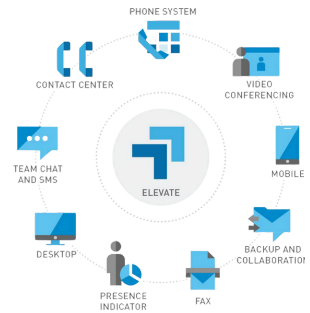 PHONE SYSTEM
CONTACT CENTER
VIDEO
CONFERENCING
TEAM CHAT
AND SMS
ELEVATE
MOBILE
DESKTOP
BACKUP AND
COLLABORATION
PRESENCE
INDICATOR
FAX